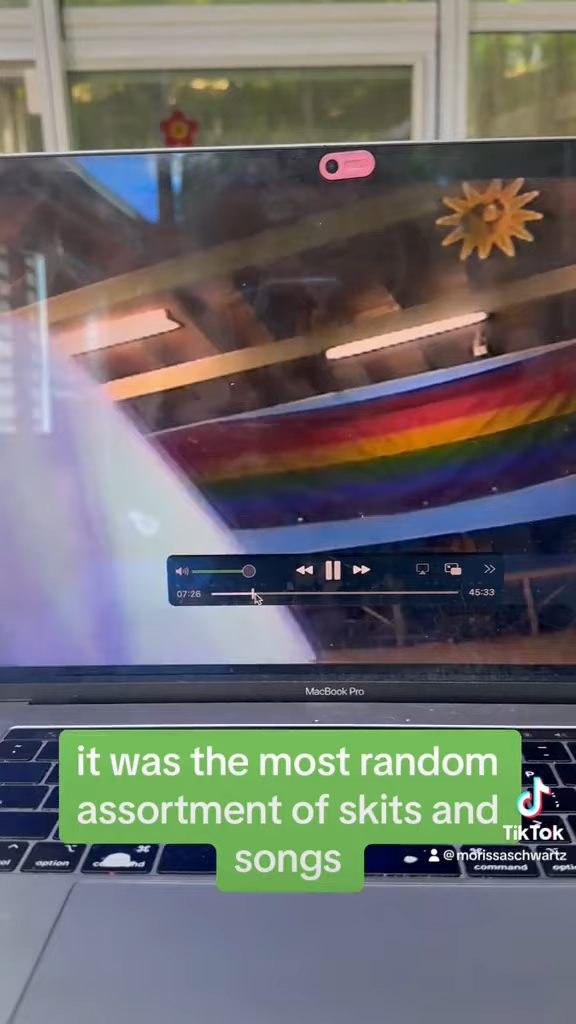 07:26
45:33
MacBook Pro
it was the most random
assortment of skits and
songs
TikTok
@morissaschwartz
option
command